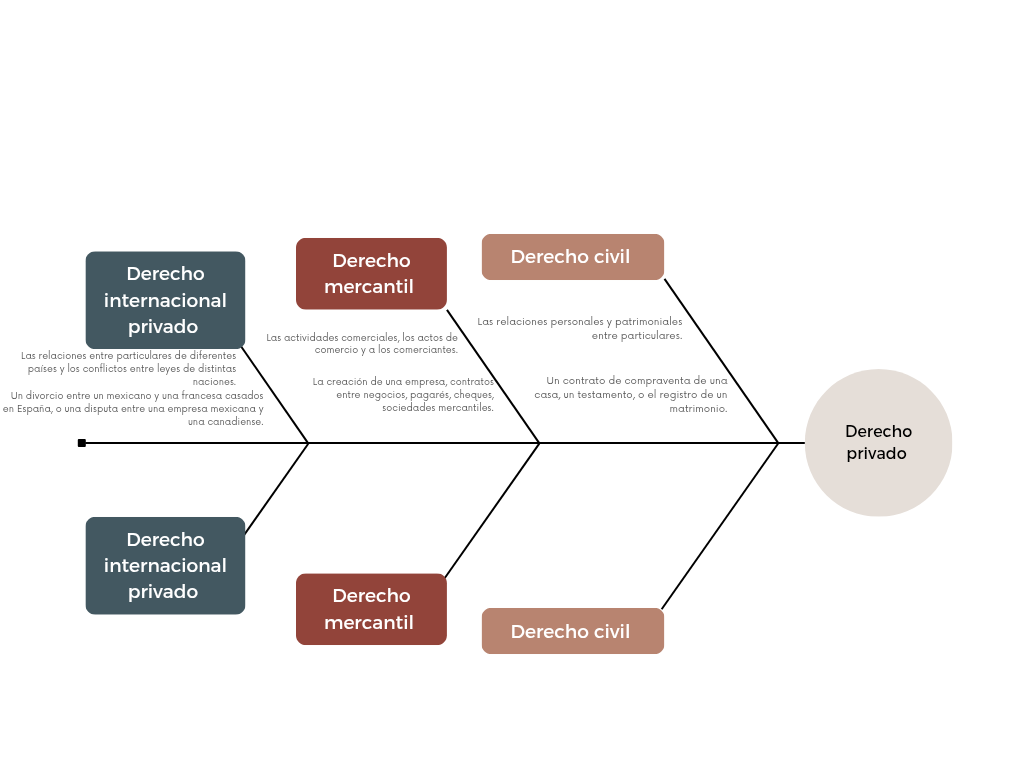 Derecho
internacional
privado
Las relaciones entre particulares de diferentes
países y los conflictos entre leyes de distintas
naciones.
Un divorcio entre un mexicano y una francesa casados
en España, o una disputa entre una empresa mexicana y
una canadiense.
Derecho
mercantil
Las actividades comerciales, los actos de
comercio y a los comerciantes.
La creación de una empresa, contratos
entre negocios, pagarés, cheques,
sociedades mercantiles.
Derecho civil
Las relaciones personales y patrimoniales
entre particulares.
Un contrato de compraventa de una
casa, un testamento, o el registro de un
matrimonio.
Derecho
privado
Derecho
internacional
privado
Derecho
mercantil
Derecho civil